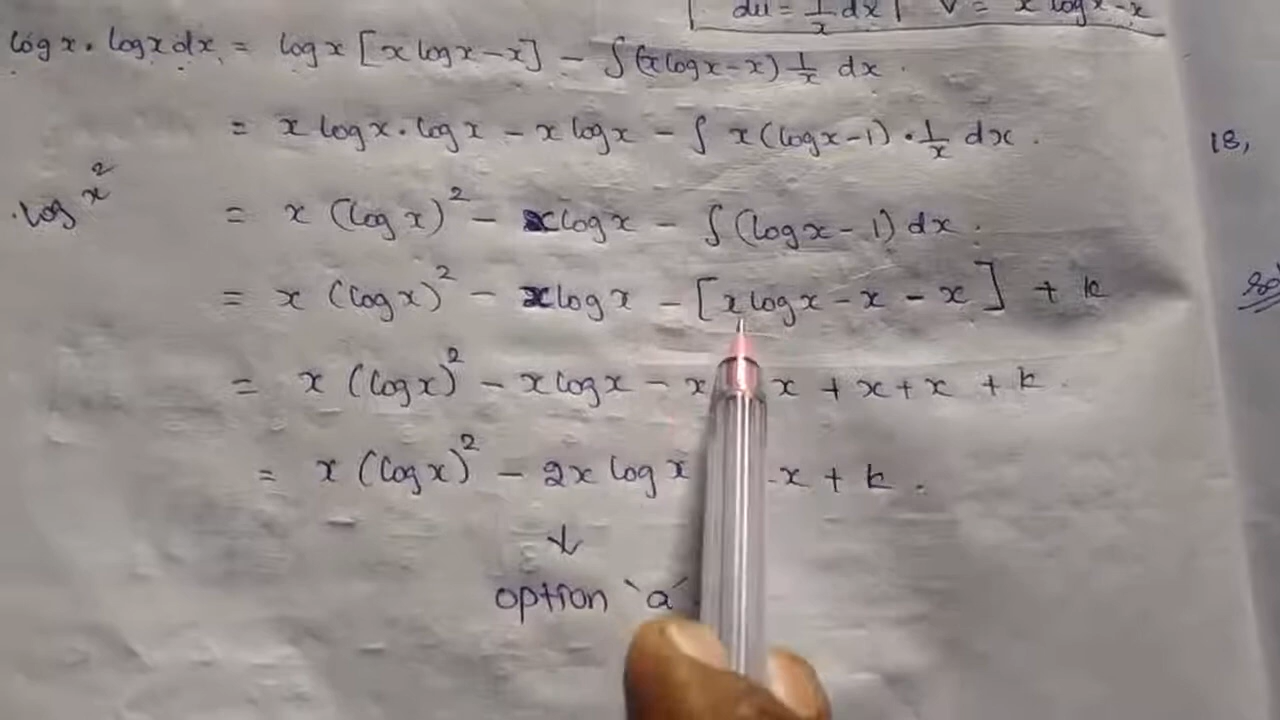 du = 1/x dx V = x log x - x
log x . log x dx = log x [x log x - x] - ∫(x log x - x) 1/x dx.
= x log x . log x - x log x - ∫ x(log x - 1) . 1/x dx.
18,
. log x^2
= x (log x)^2 - x log x - ∫(log x - 1) dx.
= x (log x)^2 - x log x - [x log x - x - x] + k
= x (log x)^2 - x log x - x x + x + x + k.
= x (log x)^2 - 2x log x x + k.
↓
option 'a'